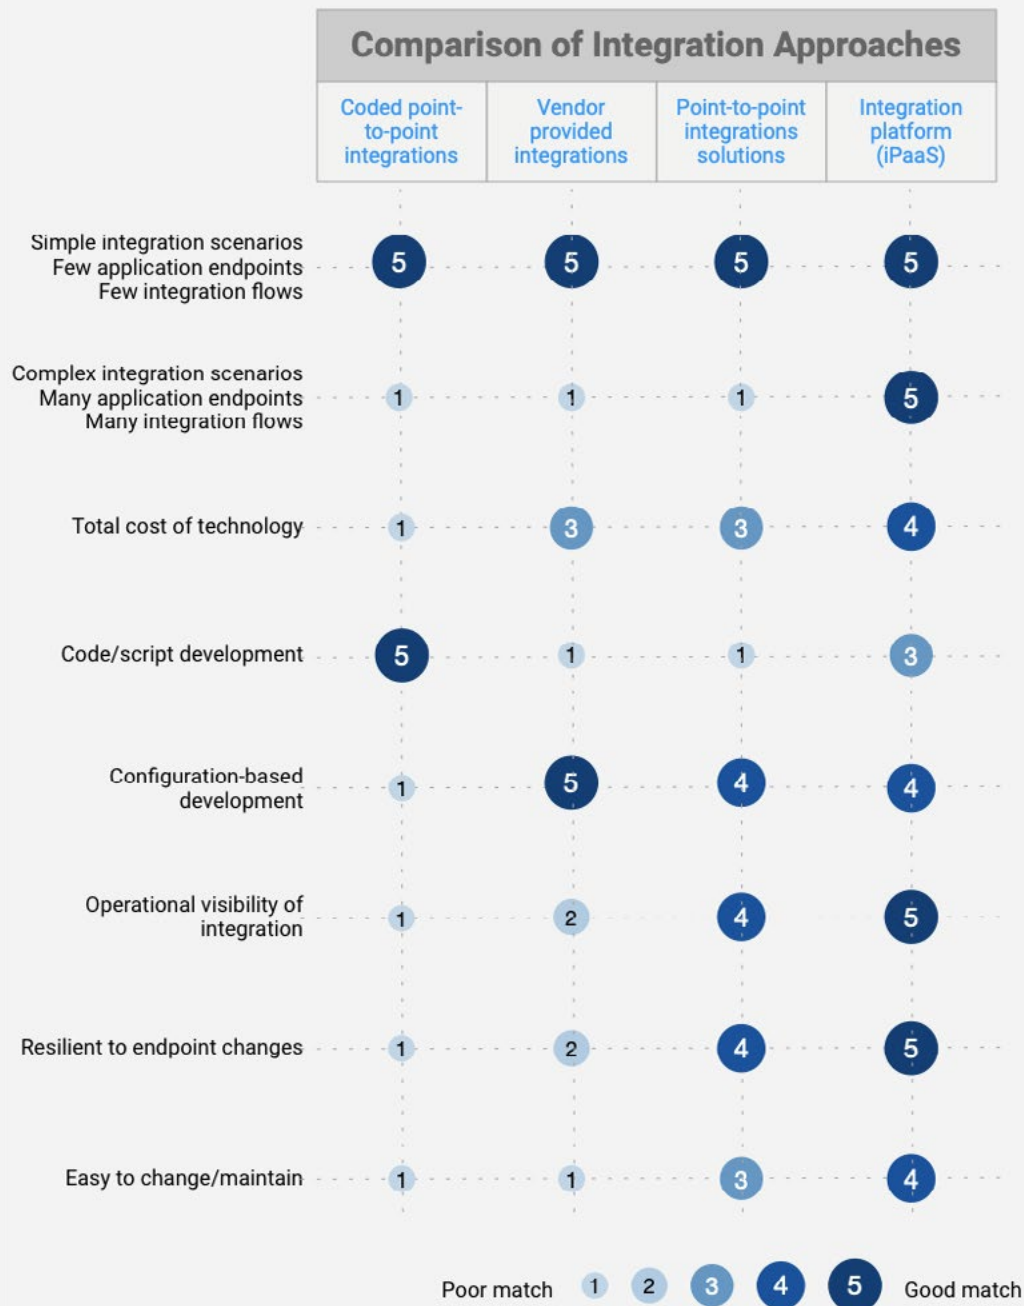 Comparison of Integration Approaches
Coded point-
to-point
integrations
Vendor
provided
integrations
Point-to-point
integrations
solutions
Integration
platform
(iPaaS)
Simple integration scenarios
Few application endpoints
Few integration flows
5 5 5 5
Complex integration scenarios
Many application endpoints
Many integration flows
1 1 1 5
Total cost of technology 1 3 3 4
Code/script development 5 1 1 3
Configuration-based
development
1 5 4 4
Operational visibility of
integration
1 2 4 5
Resilient to endpoint changes 1 2 4 5
Easy to change/maintain 1 1 3 4
Poor match 1 2 3 4 5 Good match